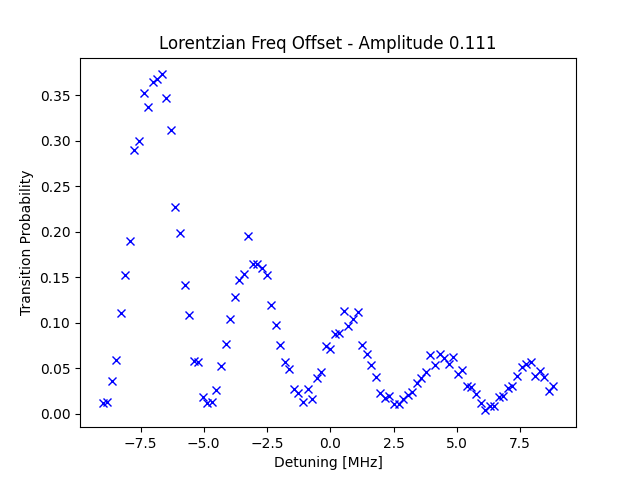 Lorentzian Freq Offset - Amplitude 0.111
Transition Probability
0.35
0.30
0.25
0.20
0.15
0.10
0.05
0.00
−7.5 −5.0 −2.5 0.0 2.5 5.0 7.5
Detuning [MHz]